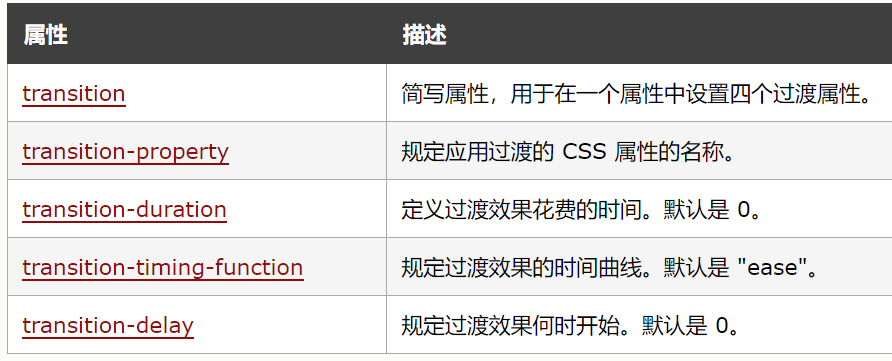 属性 描述
transition 简写属性，用于在一个属性中设置四个过渡属性。
transition-property 规定应用过渡的 CSS 属性的名称。
transition-duration 定义过渡效果花费的时间。默认是 0。
transition-timing-function 规定过渡效果的时间曲线。默认是 "ease"。
transition-delay 规定过渡效果何时开始。默认是 0。